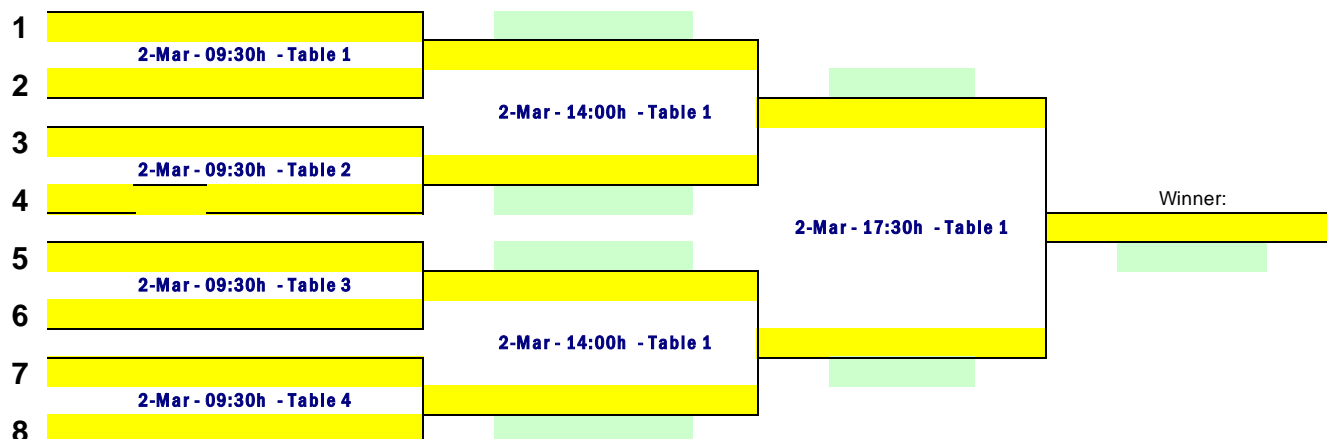 1
2-Mar - 09:30h - Table 1
2
2-Mar - 14:00h - Table 1
3
2-Mar - 09:30h - Table 2
4
Winner:
2-Mar - 17:30h - Table 1
5
2-Mar - 09:30h - Table 3
6
2-Mar - 14:00h - Table 1
7
2-Mar - 09:30h - Table 4
8